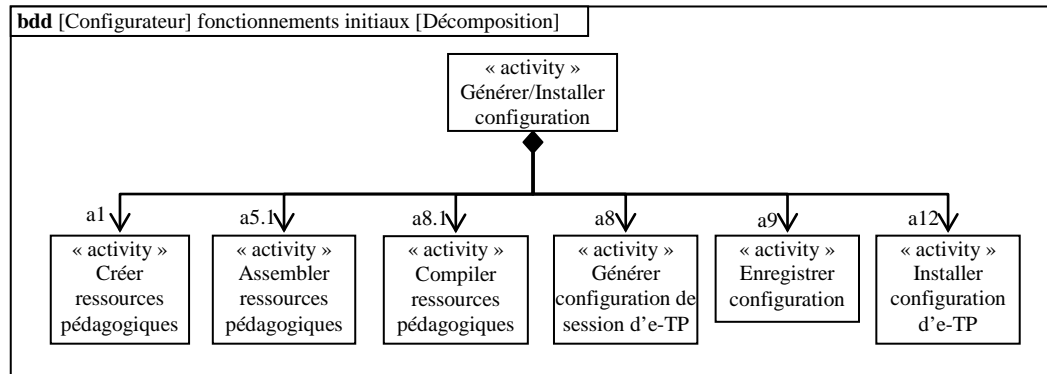 bdd [Configurateur] fonctionnements initiaux [Décomposition]
« activity »
Générer/Installer
configuration
a1
a5.1
a8.1
a8
a9
a12
« activity »
Créer
ressources
pédagogiques
« activity »
Assembler
ressources
pédagogiques
« activity »
Compiler
ressources
pédagogiques
« activity »
Générer
configuration de
session d'e-TP
« activity »
Enregistrer
configuration
« activity »
Installer
configuration
d'e-TP